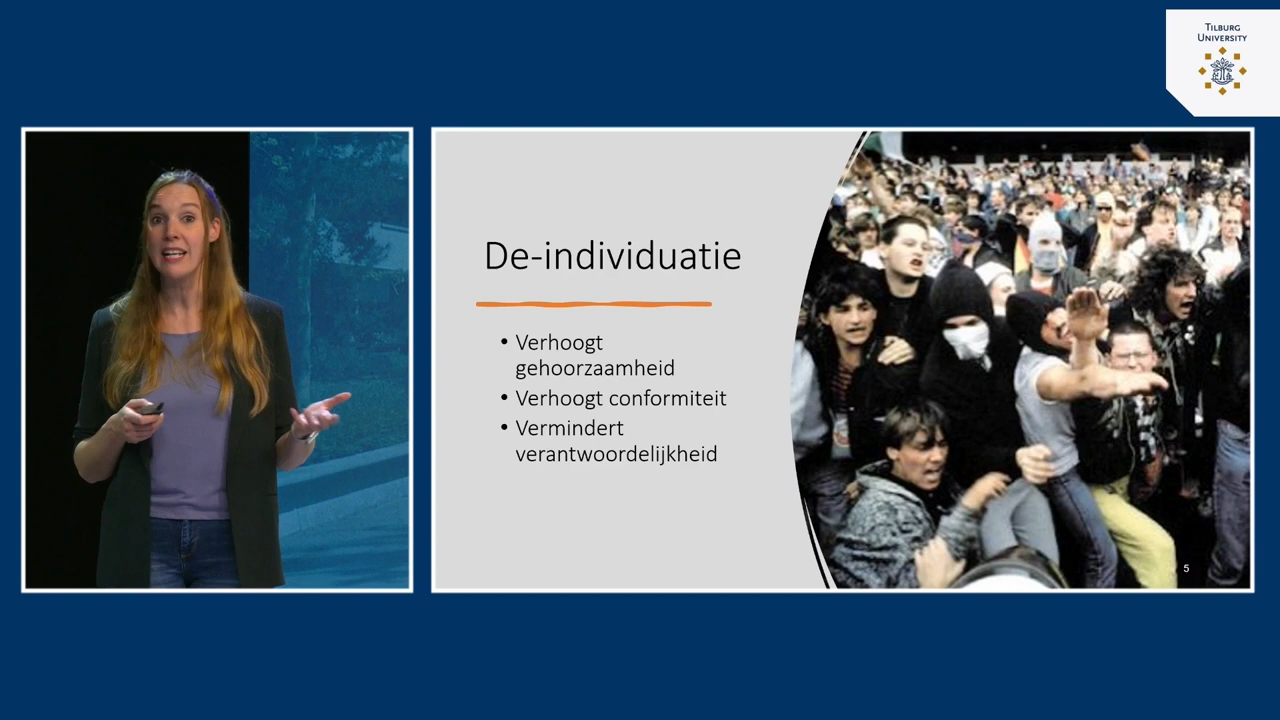 TILBURG
UNIVERSITY
De-individuatie
• Verhoogt
gehoorzaamheid
• Verhoogt conformiteit
• Vermindert
verantwoordelijkheid
5